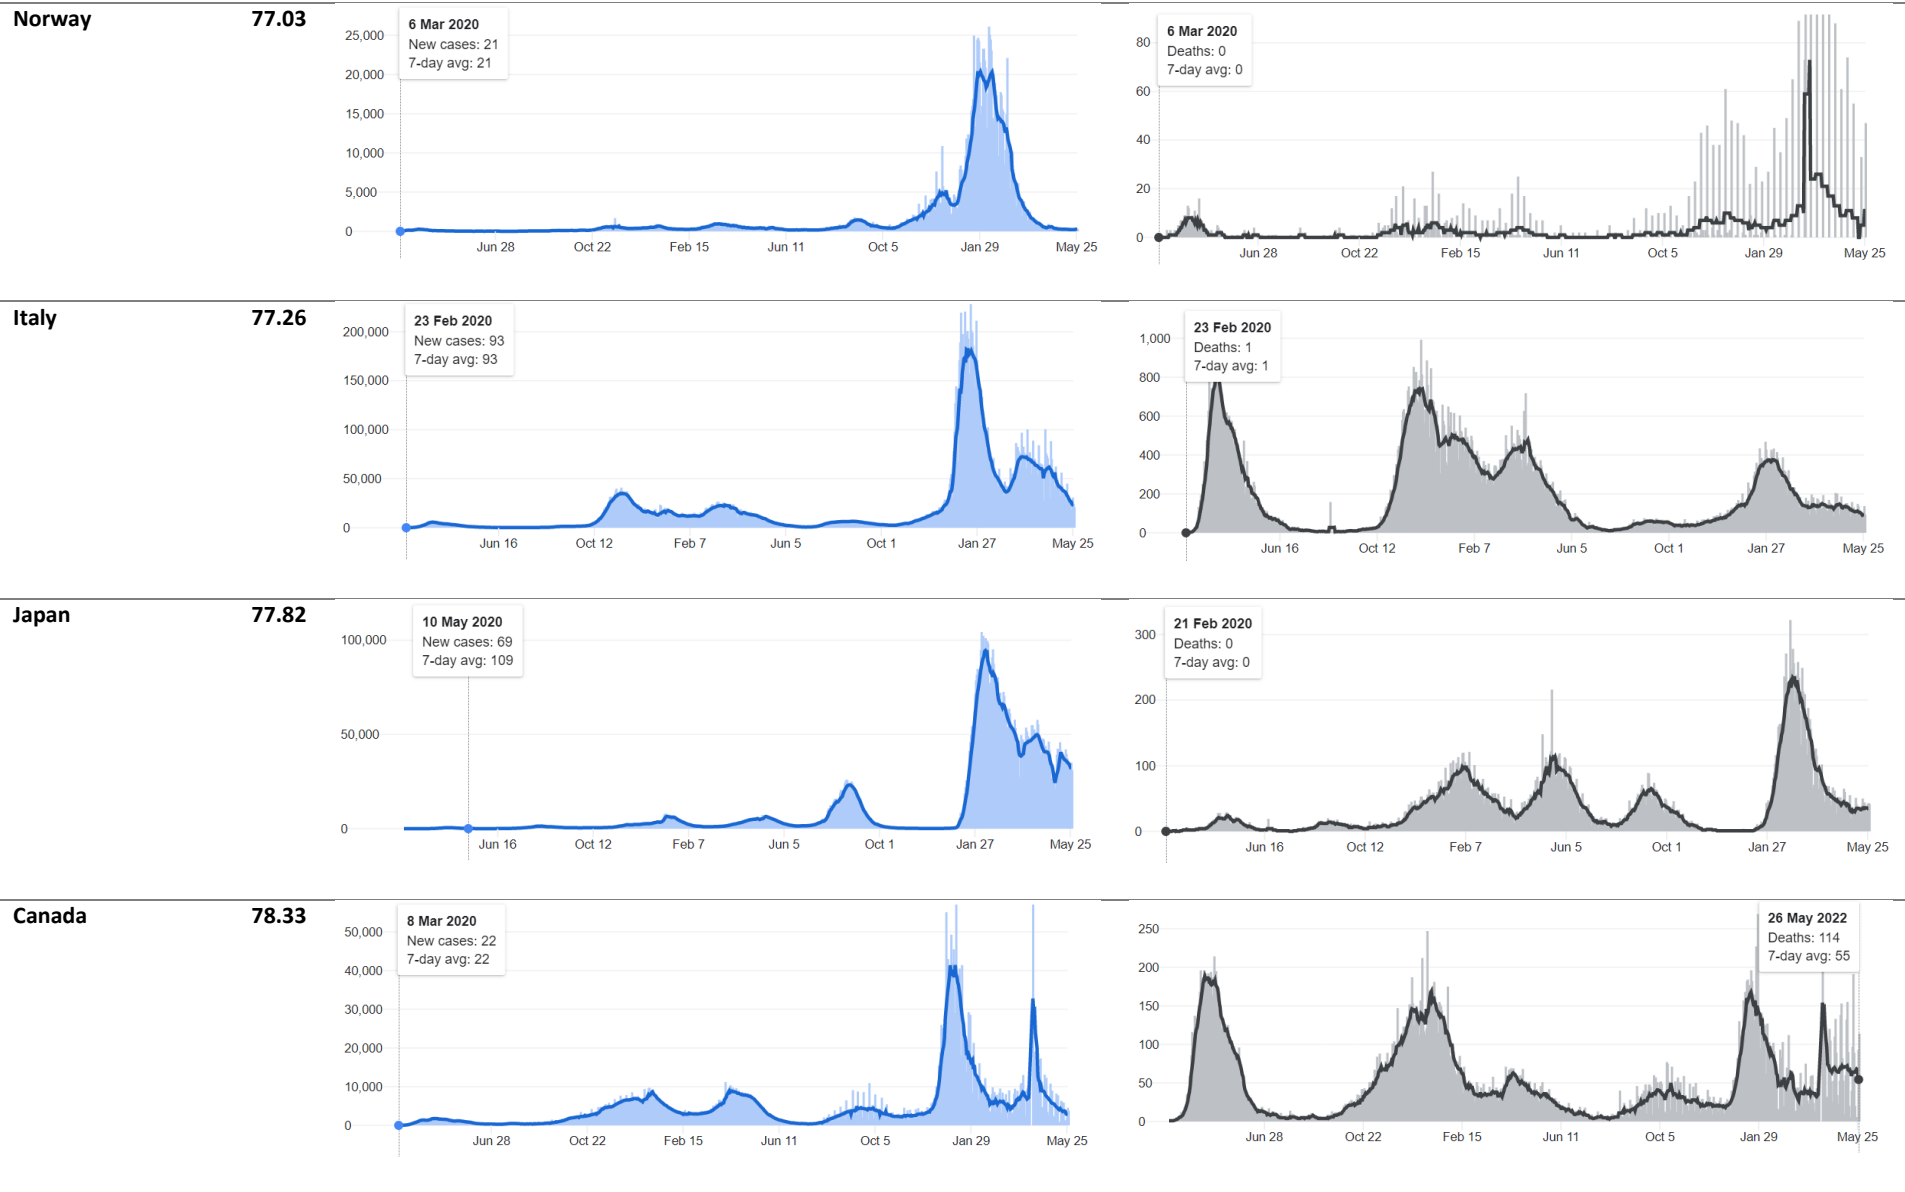 Norway 77.03
6 Mar 2020
New cases: 21
7-day avg: 21
25,000
20,000
15,000
10,000
5,000
0
Jun 28 Oct 22 Feb 15 Jun 11 Oct 5 Jan 29 May 25
6 Mar 2020
Deaths: 0
7-day avg: 0
80
60
40
20
0
Jun 28 Oct 22 Feb 15 Jun 11 Oct 5 Jan 29 May 25
Italy 77.26
23 Feb 2020
New cases: 93
7-day avg: 93
200,000
150,000
100,000
50,000
0
Jun 16 Oct 12 Feb 7 Jun 5 Oct 1 Jan 27 May 25
23 Feb 2020
Deaths: 1
7-day avg: 1
1,000
800
600
400
200
0
Jun 16 Oct 12 Feb 7 Jun 5 Oct 1 Jan 27 May 25
Japan 77.82
10 May 2020
New cases: 69
7-day avg: 109
100,000
50,000
0
Jun 16 Oct 12 Feb 7 Jun 5 Oct 1 Jan 27 May 25
21 Feb 2020
Deaths: 0
7-day avg: 0
300
200
100
0
Jun 16 Oct 12 Feb 7 Jun 5 Oct 1 Jan 27 May 25
Canada 78.33
8 Mar 2020
New cases: 22
7-day avg: 22
50,000
40,000
30,000
20,000
10,000
0
Jun 28 Oct 22 Feb 15 Jun 11 Oct 5 Jan 29 May 25
26 May 2022
Deaths: 114
7-day avg: 55
250
200
150
100
50
0
Jun 28 Oct 22 Feb 15 Jun 11 Oct 5 Jan 29 May 25